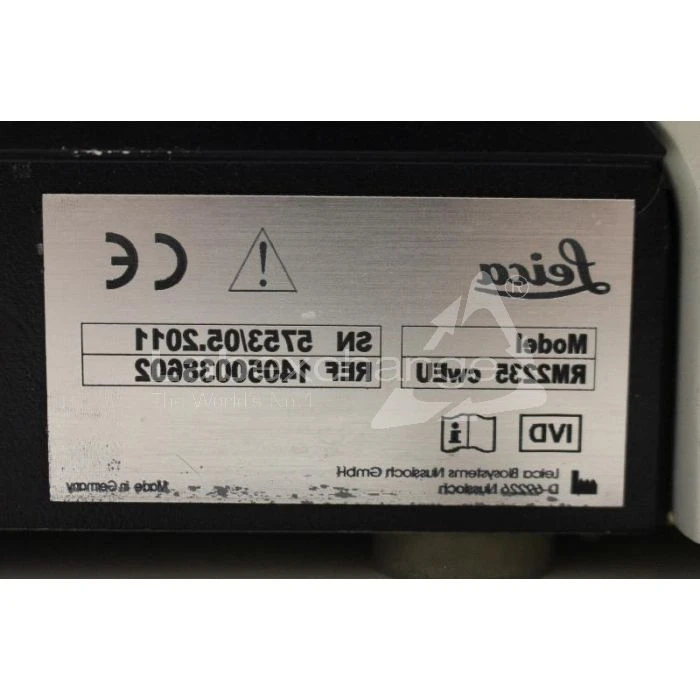 Leica
CE
Model
RM2235 cwEU
SN 5753/05.2011
REF 14050038602
IVD
i
Leica Biosystems Nussloch GmbH
D-69226 Nussloch
Made in Germany
The World's No.1